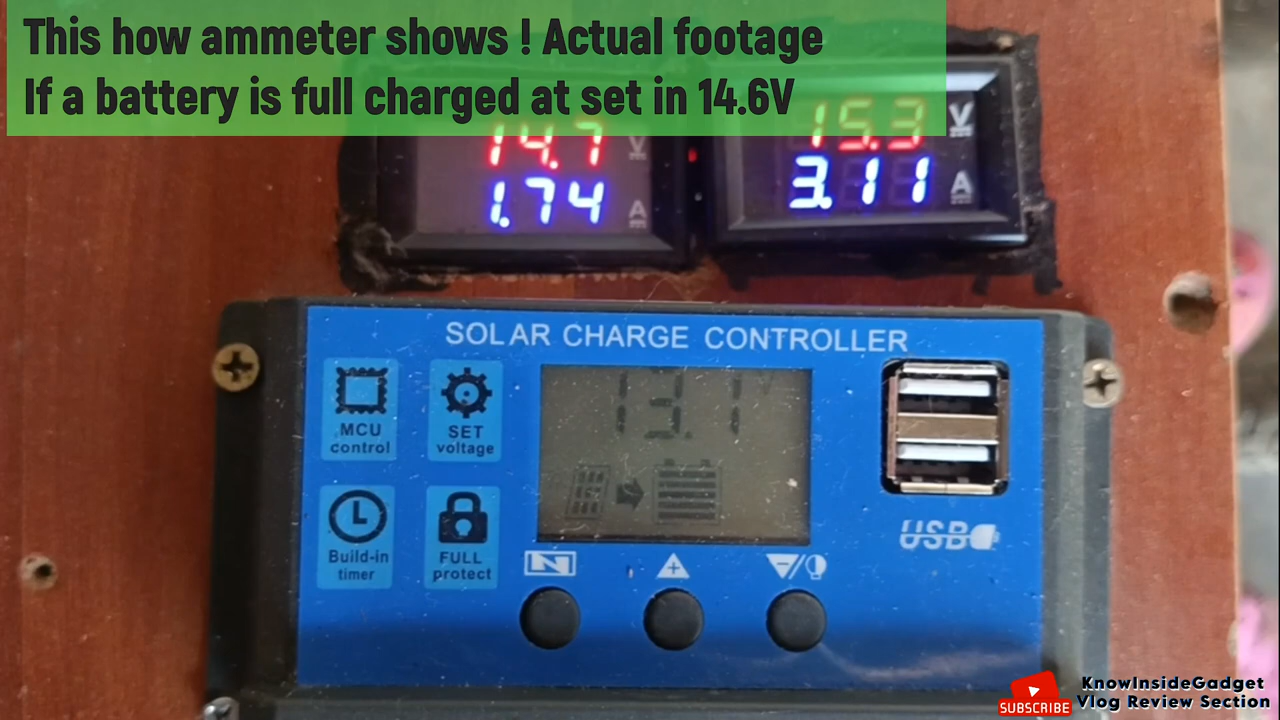 This how ammeter shows ! Actual footage
If a battery is full charged at set in 14.6V
14.7 V
1.74 A
15.3 V
3.11 A
SOLAR CHARGE CONTROLLER
MCU
control
SET
voltage
13.1 V
Build-in
timer
FULL
protect
USB
SUBSCRIBE
KnowInsideGadget
Vlog Review Section